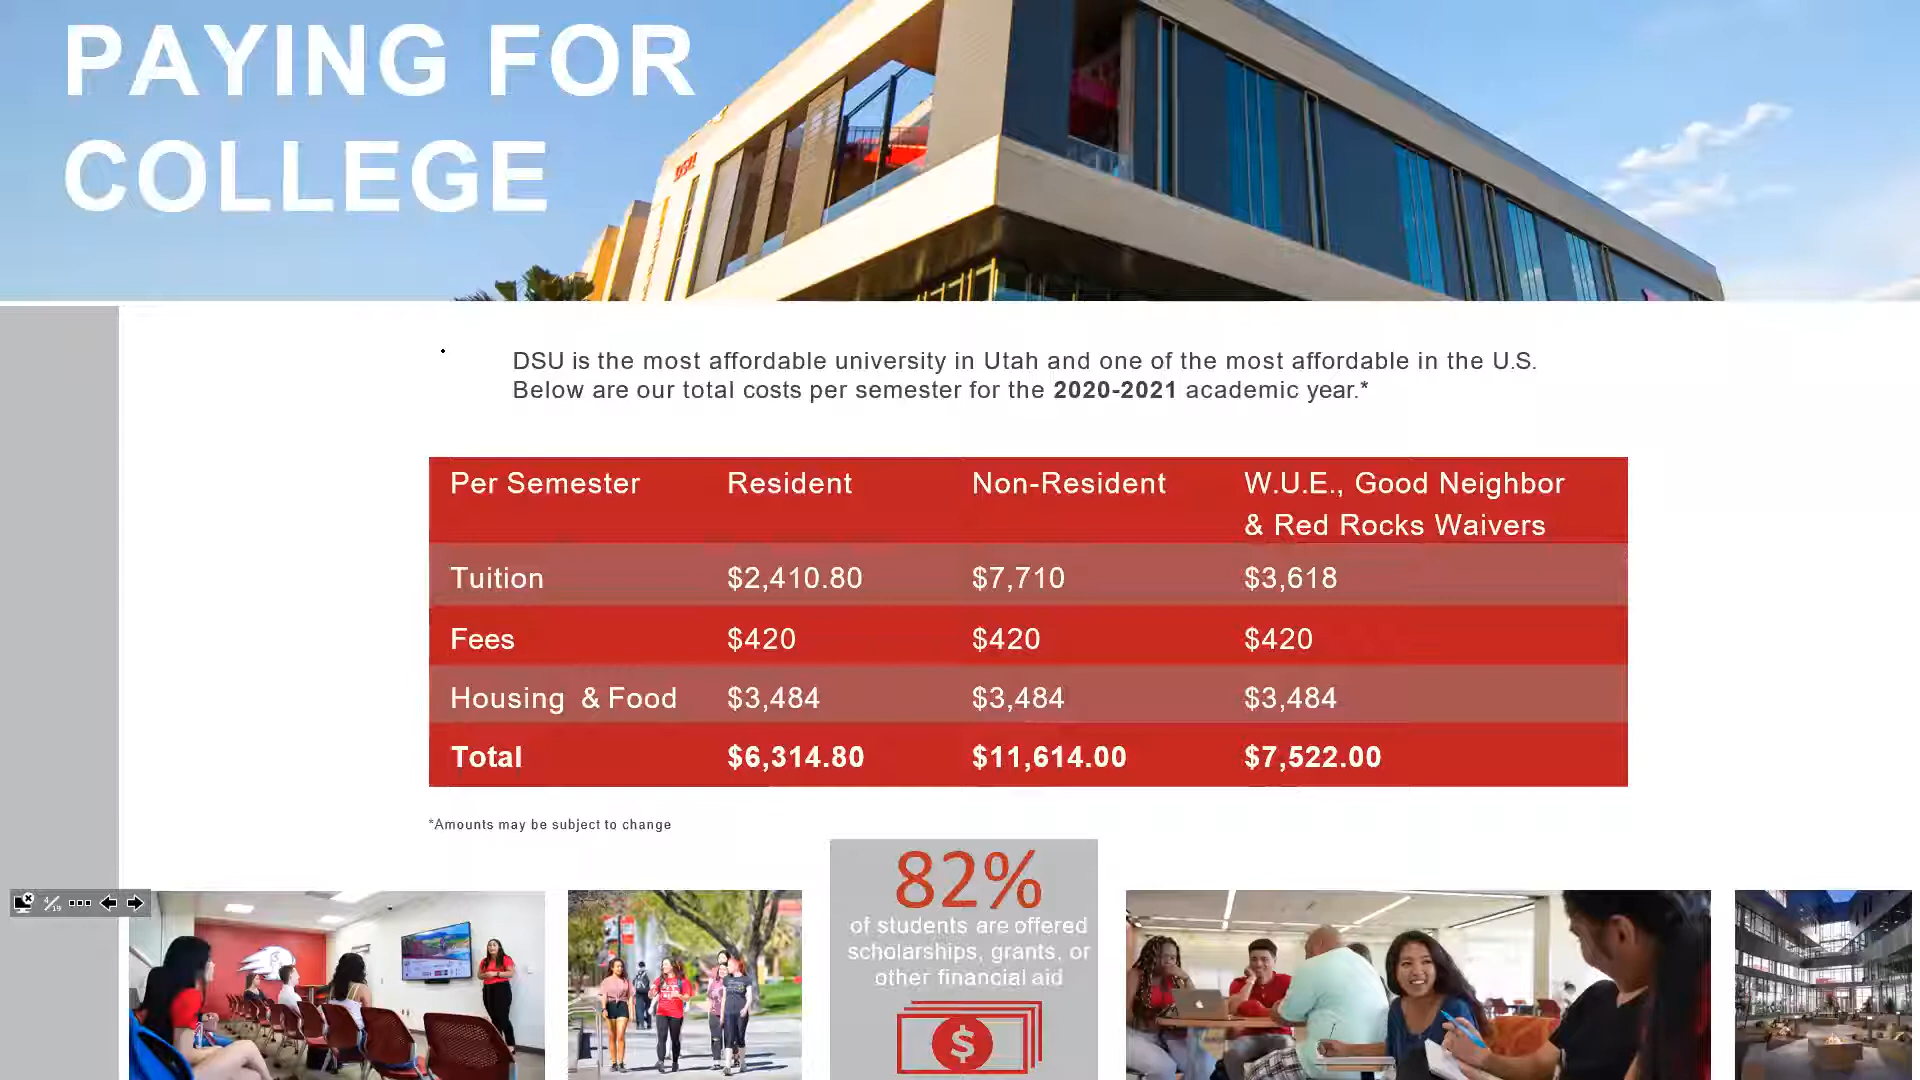 PAYING FOR
COLLEGE
DSU is the most affordable university in Utah and one of the most affordable in the U.S.
Below are our total costs per semester for the 2020-2021 academic year.*
Per Semester Resident Non-Resident W.U.E., Good Neighbor
& Red Rocks Waivers
Tuition $2,410.80 $7,710 $3,618
Fees $420 $420 $420
Housing & Food $3,484 $3,484 $3,484
Total $6,314.80 $11,614.00 $7,522.00
*Amounts may be subject to change
82%
of students are offered
scholarships, grants, or
other financial aid
$
4/19